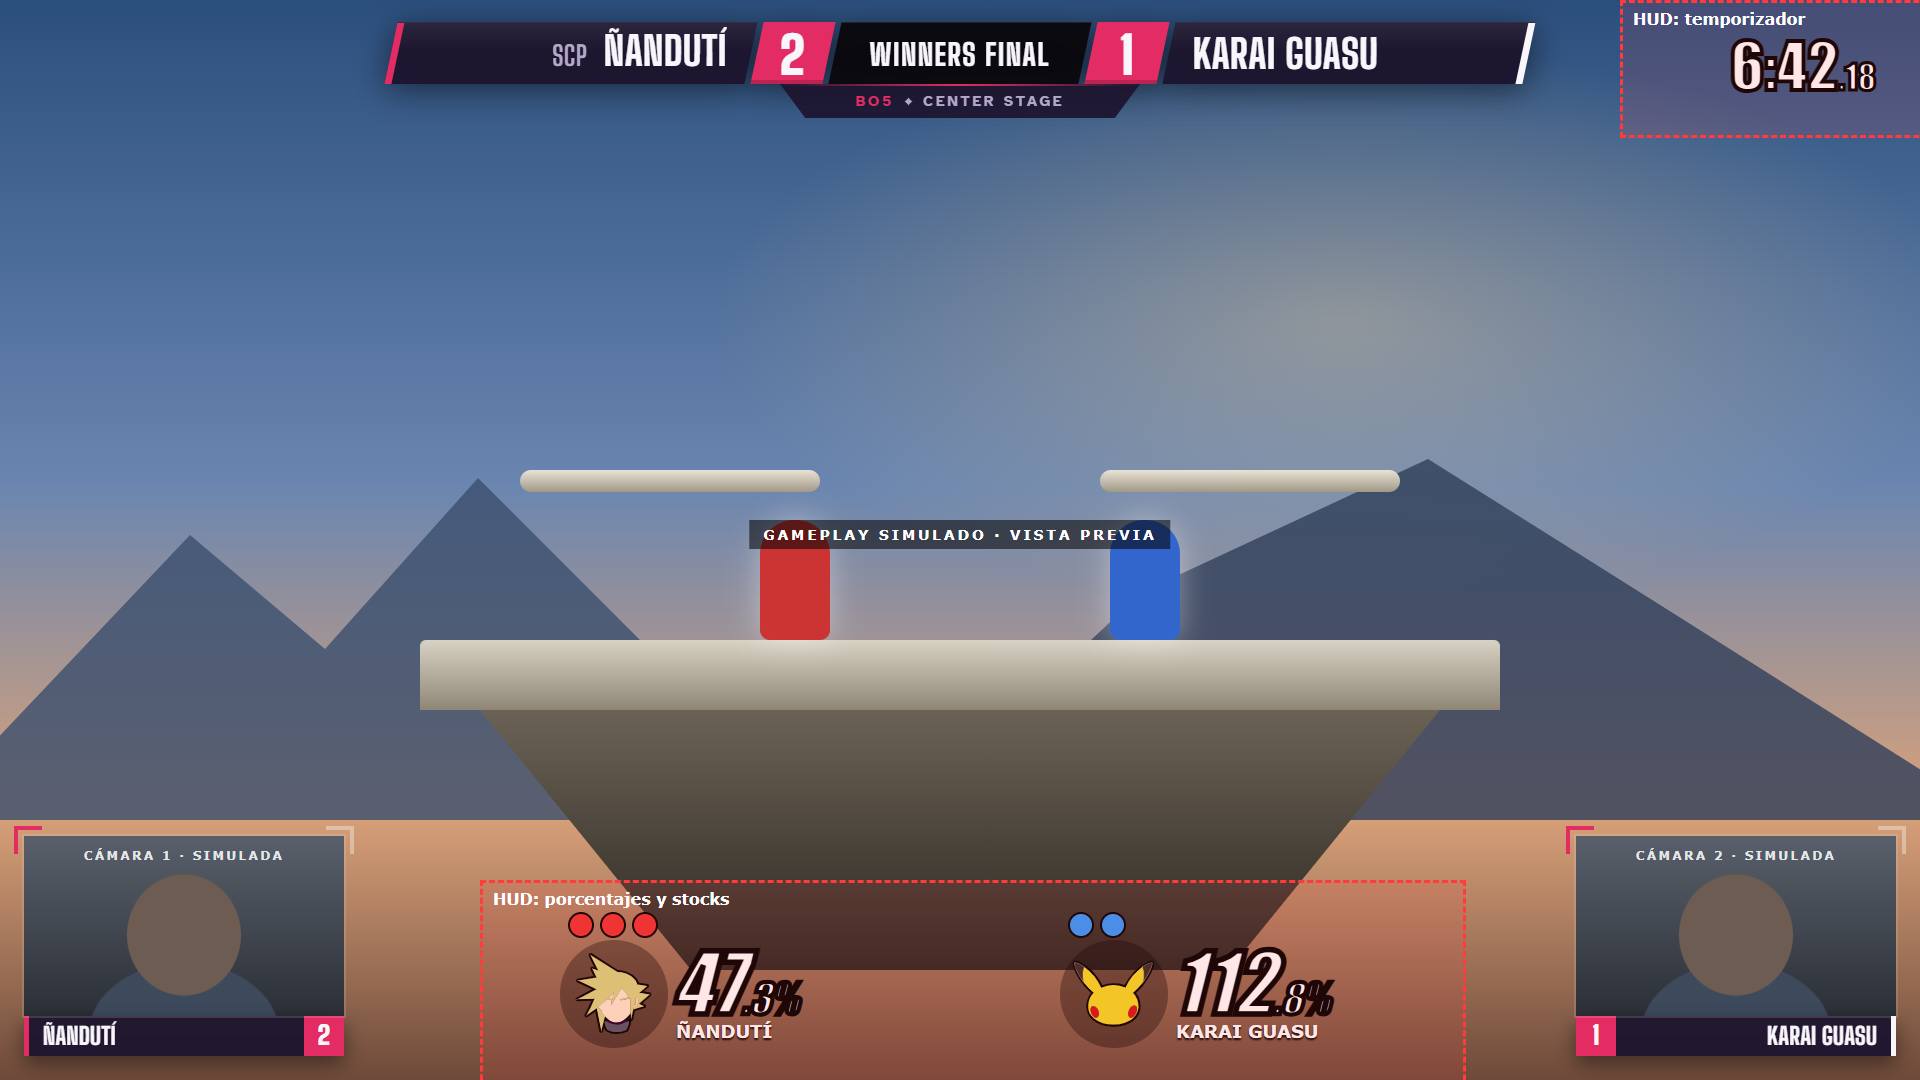 SCP ÑANDUTÍ 2 WINNERS FINAL 1 KARAI GUASU
BO5 ◆ CENTER STAGE
HUD: temporizador
6:42.18
GAMEPLAY SIMULADO · VISTA PREVIA
CÁMARA 1 · SIMULADA
ÑANDUTÍ 2
HUD: porcentajes y stocks
47.3%
ÑANDUTÍ
112.8%
KARAI GUASU
CÁMARA 2 · SIMULADA
1 KARAI GUASU